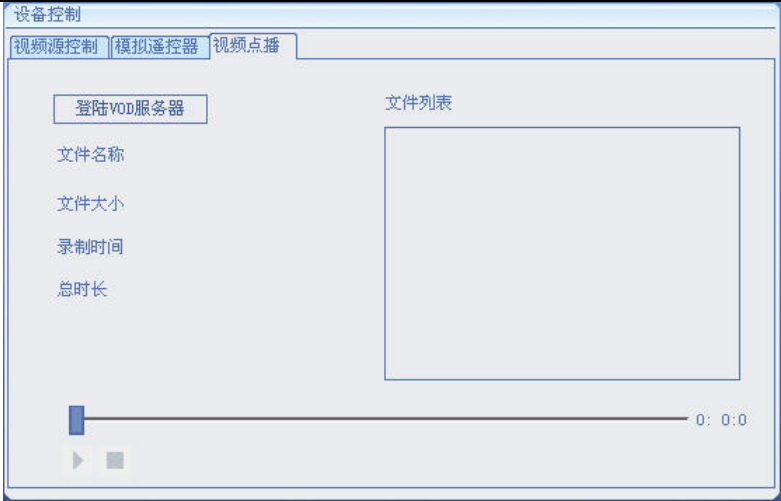 设备控制
视频源控制 模拟遥控器 视频点播
登陆VOD服务器
文件列表
文件名称
文件大小
录制时间
总时长
0: 0:0